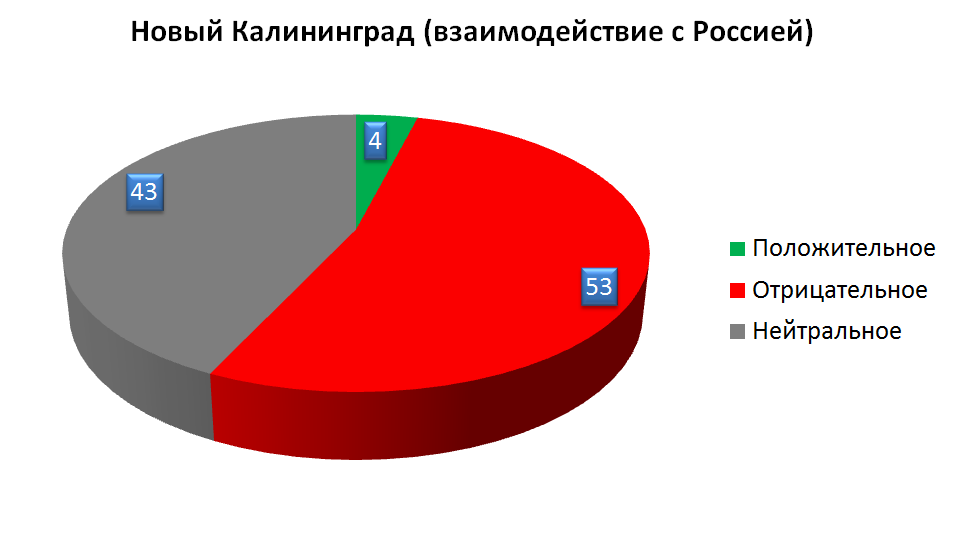 Новый Калининград (взаимодействие с Россией)
4
43
53
Положительное
Отрицательное
Нейтральное